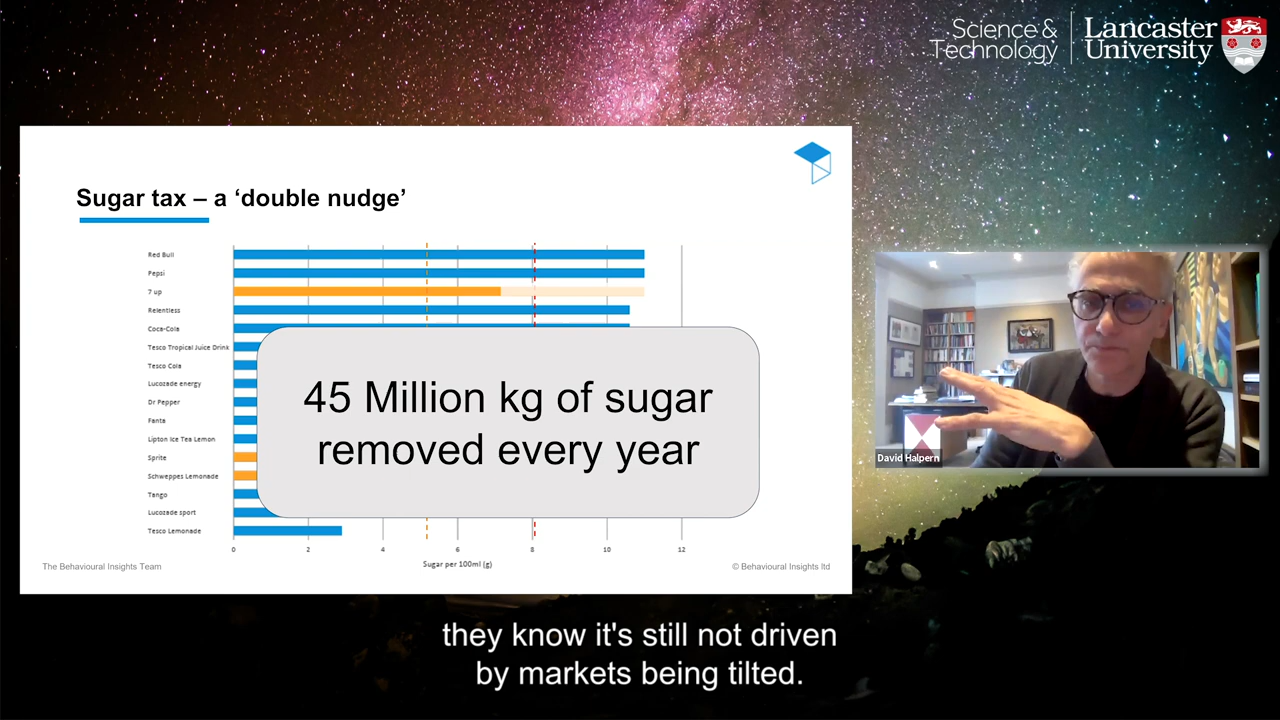 Science &
Technology
Lancaster
University
Sugar tax – a ‘double nudge’
Red Bull
Pepsi
7 up
Relentless
Coca-Cola
Tesco Tropical Juice Drink
Tesco Cola
Lucozade energy
Dr Pepper
Fanta
Lipton Ice Tea Lemon
Sprite
Schweppes Lemonade
Tango
Lucozade sport
Tesco Lemonade
45 Million kg of sugar
removed every year
0 2 4 6 8 10 12
Sugar per 100ml (g)
The Behavioural Insights Team
© Behavioural Insights ltd
David Halpern
they know it's still not driven
by markets being tilted.